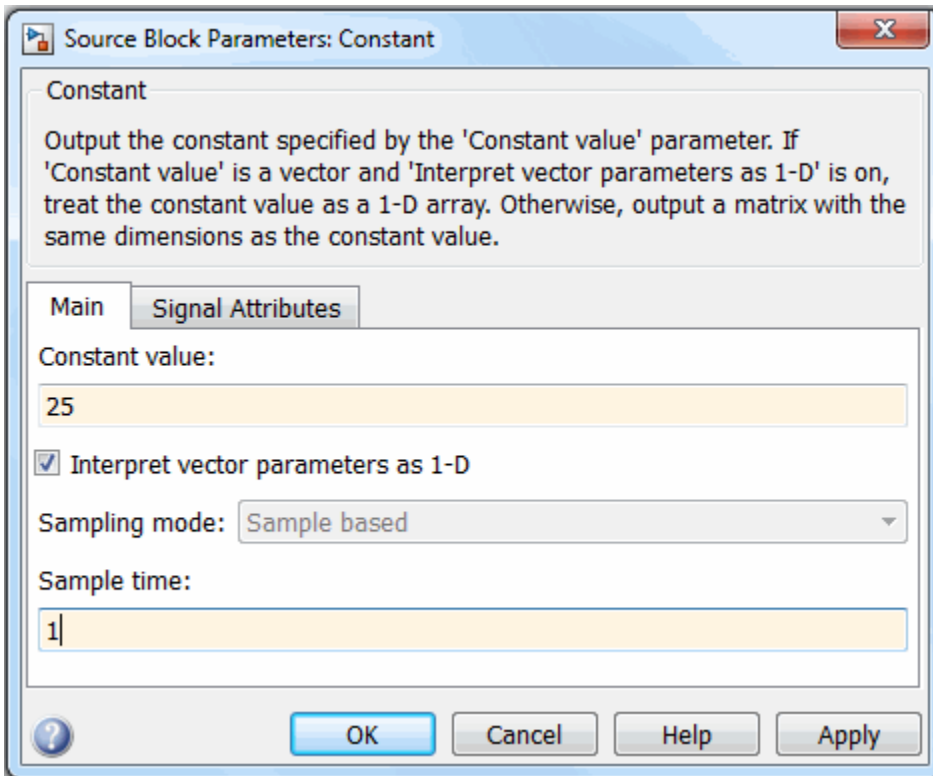 Source Block Parameters: Constant
Constant
Output the constant specified by the 'Constant value' parameter. If
'Constant value' is a vector and 'Interpret vector parameters as 1-D' is on,
treat the constant value as a 1-D array. Otherwise, output a matrix with the
same dimensions as the constant value.
Main Signal Attributes
Constant value:
25
Interpret vector parameters as 1-D
Sampling mode: Sample based
Sample time:
1
OK Cancel Help Apply